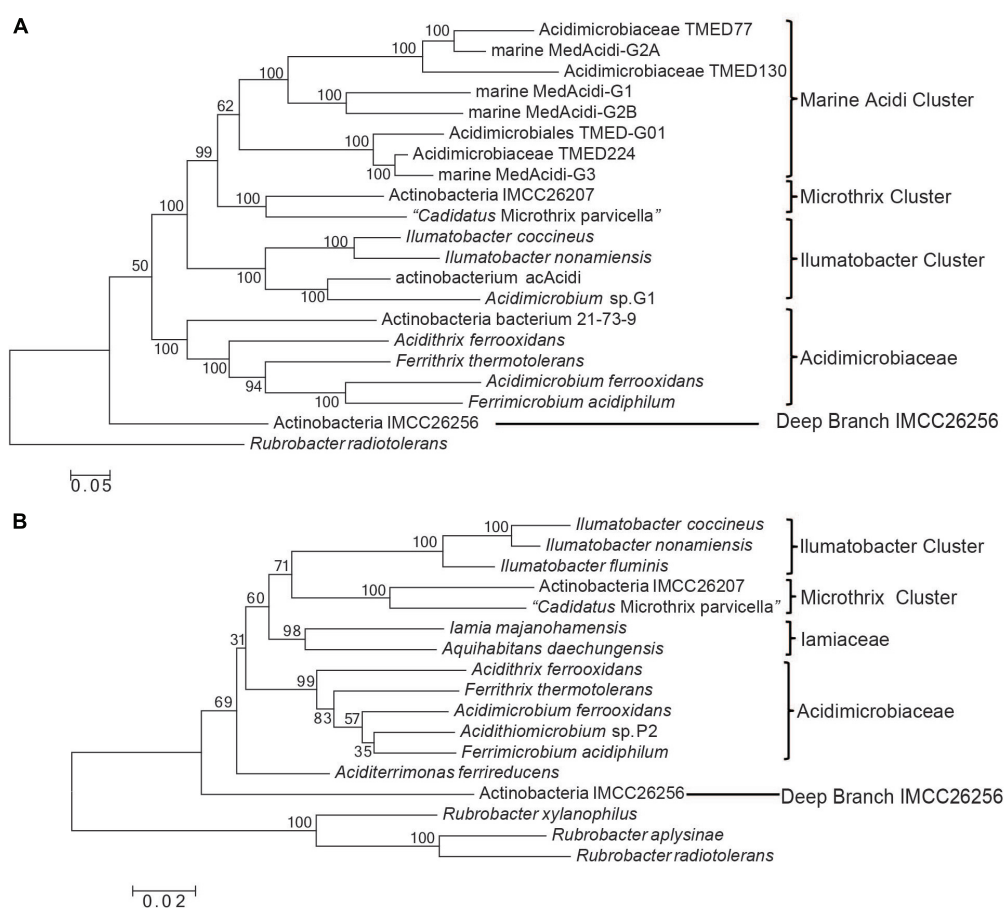 A
Acidimicrobiaceae TMED77
100
marine MedAcidi-G2A
100
Acidimicrobiaceae TMED130
100
marine MedAcidi-G1
100
Marine Acidi Cluster
marine MedAcidi-G2B
62
Acidimicrobiales TMED-G01
100
Acidimicrobiaceae TMED224
99
marine MedAcidi-G3
100
Actinobacteria IMCC26207
100
Microthrix Cluster
“Cadidatus Microthrix parvicella”
100
Ilumatobacter coccineus
100
Ilumatobacter nonamiensis
Ilumatobacter Cluster
50
100
actinobacterium acAcidi
100
Acidimicrobium sp.G1
Actinobacteria bacterium 21-73-9
100
Acidithrix ferrooxidans
Acidimicrobiaceae
100
Ferrithrix thermotolerans
94
Acidimicrobium ferrooxidans
100
Ferrimicrobium acidiphilum
Actinobacteria IMCC26256
Deep Branch IMCC26256
Rubrobacter radiotolerans
0.05
B
Ilumatobacter coccineus
100
Ilumatobacter nonamiensis
100
Ilumatobacter Cluster
Ilumatobacter fluminis
71
Actinobacteria IMCC26207
100
Microthrix Cluster
“Cadidatus Microthrix parvicella”
60
Iamia majanohamensis
98
Iamiaceae
31
Aquihabitans daechungensis
Acidithrix ferrooxidans
99
Ferrithrix thermotolerans
83
Acidimicrobium ferrooxidans
57
Acidimicrobiaceae
69
Acidithiomicrobium sp.P2
35
Ferrimicrobium acidiphilum
Aciditerrimonas ferrireducens
Actinobacteria IMCC26256
Deep Branch IMCC26256
Rubrobacter xylanophilus
100
Rubrobacter aplysinae
100
Rubrobacter radiotolerans
0.02